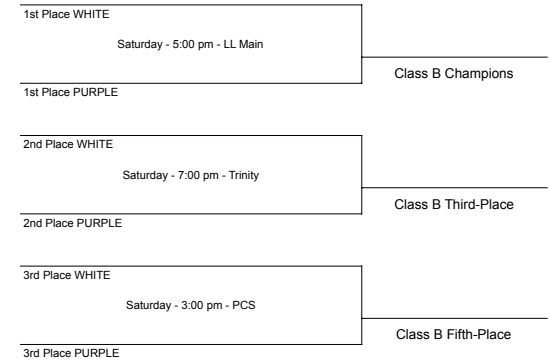 1st Place WHITE
Saturday - 5:00 pm - LL Main
Class B Champions
1st Place PURPLE
2nd Place WHITE
Saturday - 7:00 pm - Trinity
Class B Third-Place
2nd Place PURPLE
3rd Place WHITE
Saturday - 3:00 pm - PCS
Class B Fifth-Place
3rd Place PURPLE